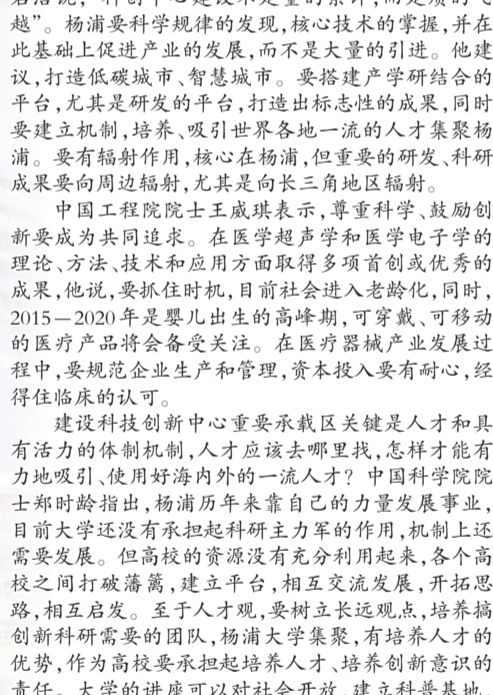 越”。杨浦要科学规律的发现,核心技术的掌握,并在
此基础上促进产业的发展,而不是大量的引进。他建
议,打造低碳城市、智慧城市。要搭建产学研结合的
平台,尤其是研发的平台,打造出标志性的成果,同时
要建立机制,培养、吸引世界各地一流的人才集聚杨
浦。要有辐射作用,核心在杨浦,但重要的研发、科研
成果要向周边辐射,尤其是向长三角地区辐射。
中国工程院院士王威琪表示,尊重科学、鼓励创
新要成为共同追求。在医学超声学和医学电子学的
理论、方法、技术和应用方面取得多项首创或优秀的
成果,他说,要抓住时机,目前社会进入老龄化,同时,
2015—2020年是婴儿出生的高峰期,可穿戴、可移动
的医疗产品将会备受关注。在医疗器械产业发展过
程中,要规范企业生产和管理,资本投入要有耐心,经
得住临床的认可。
建设科技创新中心重要承载区关键是人才和具
有活力的体制机制,人才应该去哪里找,怎样才能有
力地吸引、使用好海内外的一流人才?中国科学院院
士郑时龄指出,杨浦历年来靠自己的力量发展事业,
目前大学还没有承担起科研主力军的作用,机制上还
需要发展。但高校的资源没有充分利用起来,各个高
校之间打破藩篱,建立平台,相互交流发展,开拓思
路,相互启发。至于人才观,要树立长远观点,培养搞
创新科研需要的团队,杨浦大学集聚,有培养人才的
优势,作为高校要承担起培养人才、培养创新意识的
责任。大学的讲座可以对社会开放,建立科普基地,